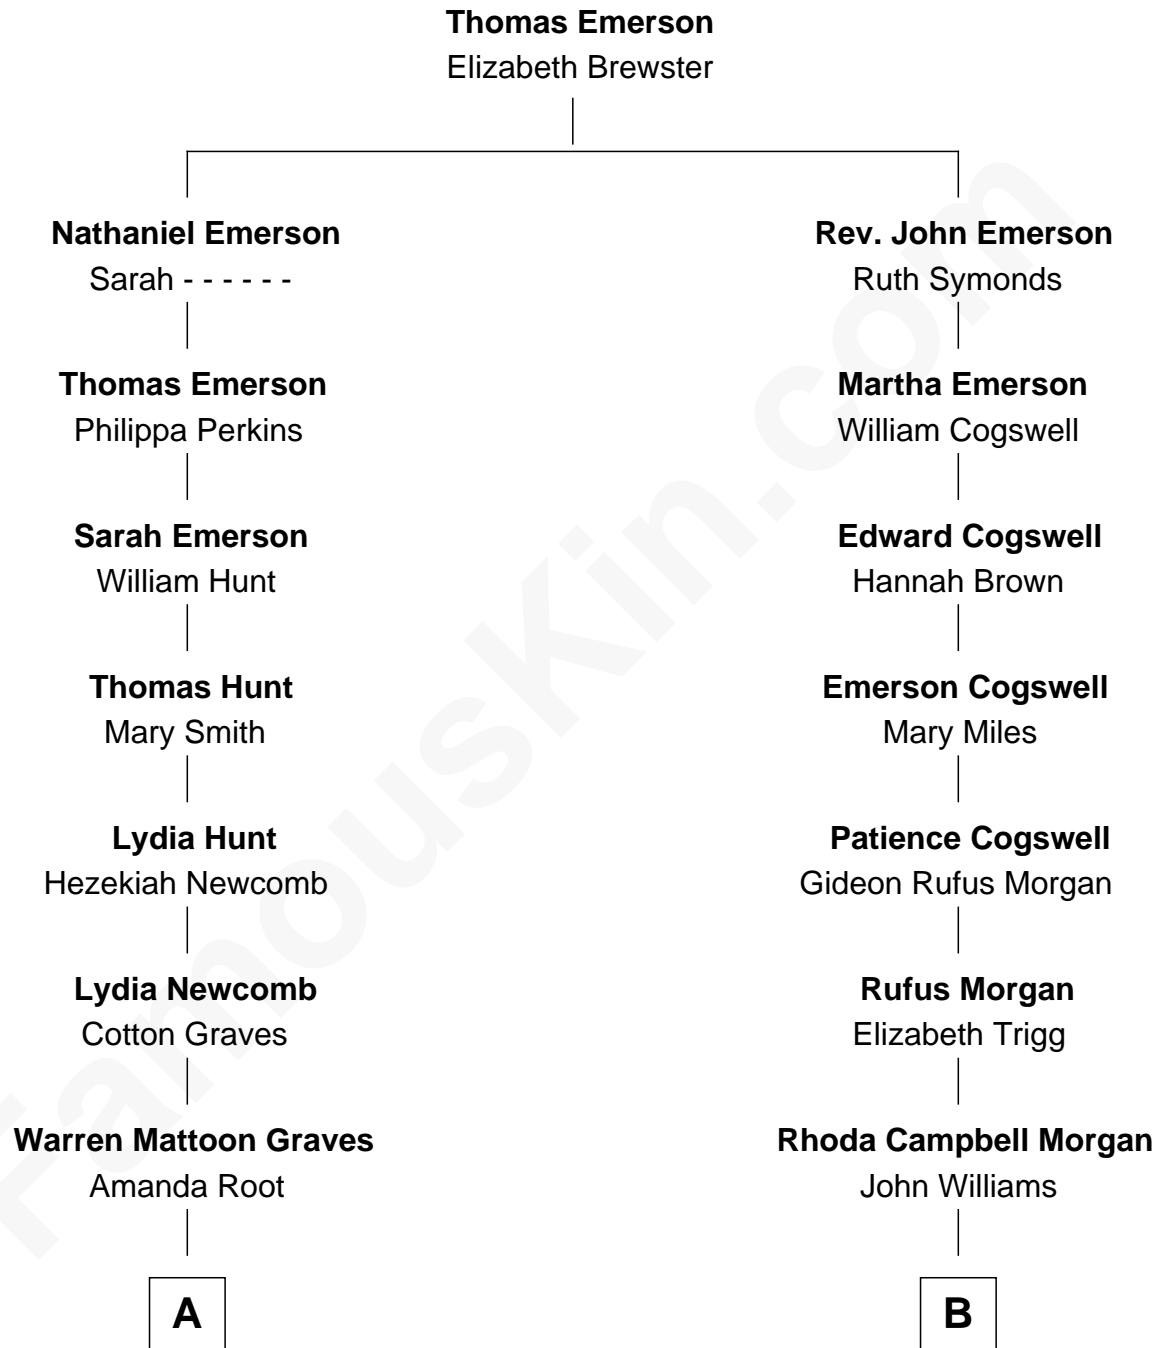 Thomas Emerson
Elizabeth Brewster
Nathaniel Emerson
Sarah - - - - - -
Rev. John Emerson
Ruth Symonds
Thomas Emerson
Philippa Perkins
Martha Emerson
William Cogswell
Sarah Emerson
William Hunt
Edward Cogswell
Hannah Brown
Thomas Hunt
Mary Smith
Emerson Cogswell
Mary Miles
Lydia Hunt
Hezekiah Newcomb
Patience Cogswell
Gideon Rufus Morgan
Lydia Newcomb
Cotton Graves
Rufus Morgan
Elizabeth Trigg
Warren Mattoon Graves
Amanda Root
Rhoda Campbell Morgan
John Williams
A
B
FamousKin.com